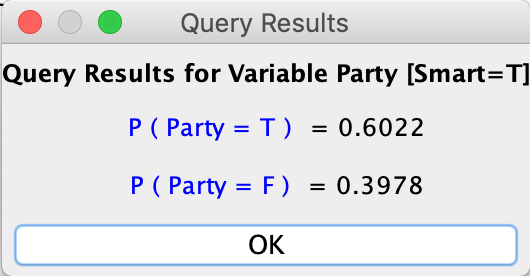 Query Results
Query Results for Variable Party [Smart=T]
P ( Party = T )  = 0.6022
P ( Party = F )  = 0.3978
OK